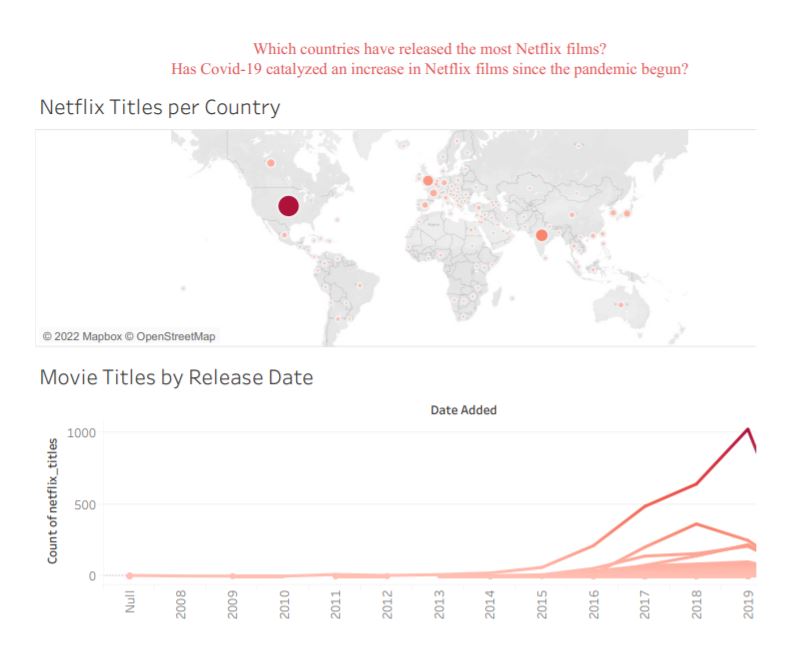 Which countries have released the most Netflix films?
Has Covid-19 catalyzed an increase in Netflix films since the pandemic begun?
Netflix Titles per Country
© 2022 Mapbox © OpenStreetMap
Movie Titles by Release Date
Date Added
Count of netflix_titles
1000
500
0
Null
2008
2009
2010
2011
2012
2013
2014
2015
2016
2017
2018
2019